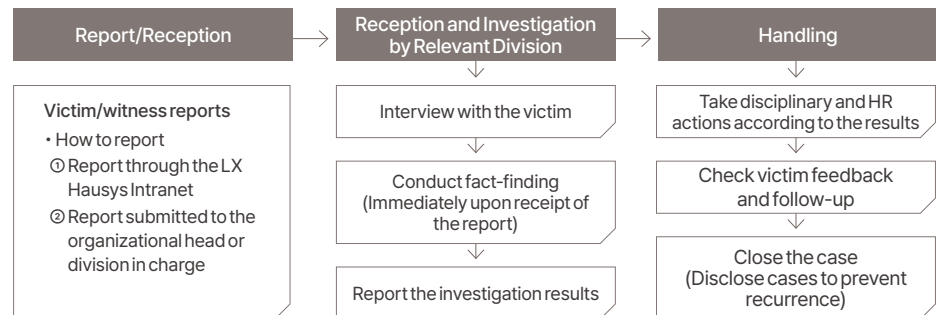 Report/Reception
Victim/witness reports
• How to report
① Report through the LX
Hausys Intranet
② Report submitted to the
organizational head or
division in charge
Reception and Investigation
by Relevant Division
Interview with the victim
Conduct fact-finding
(Immediately upon receipt of
the report)
Report the investigation results
Handling
Take disciplinary and HR
actions according to the results
Check victim feedback
and follow-up
Close the case
(Disclose cases to prevent
recurrence)